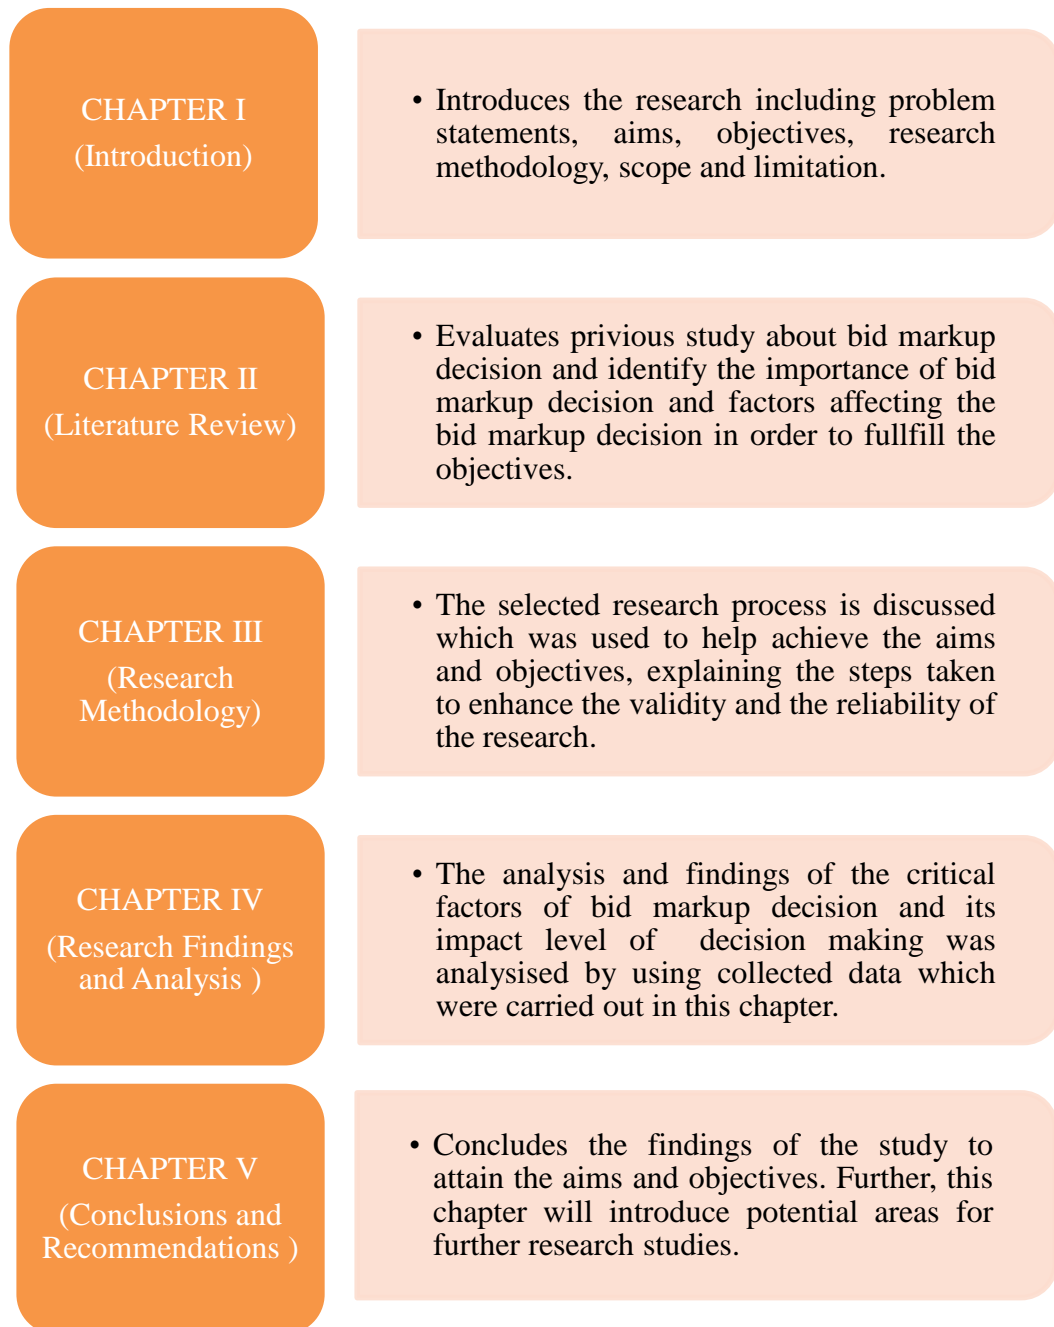 CHAPTER I
(Introduction)
• Introduces the research including problem
statements, aims, objectives, research
methodology, scope and limitation.
CHAPTER II
(Literature Review)
• Evaluates privious study about bid markup
decision and identify the importance of bid
markup decision and factors affecting the
bid markup decision in order to fullfill the
objectives.
CHAPTER III
(Research
Methodology)
• The selected research process is discussed
which was used to help achieve the aims
and objectives, explaining the steps taken
to enhance the validity and the reliability of
the research.
CHAPTER IV
(Research Findings
and Analysis )
• The analysis and findings of the critical
factors of bid markup decision and its
impact level of decision making was
analysised by using collected data which
were carried out in this chapter.
CHAPTER V
(Conclusions and
Recommendations )
• Concludes the findings of the study to
attain the aims and objectives. Further, this
chapter will introduce potential areas for
further research studies.